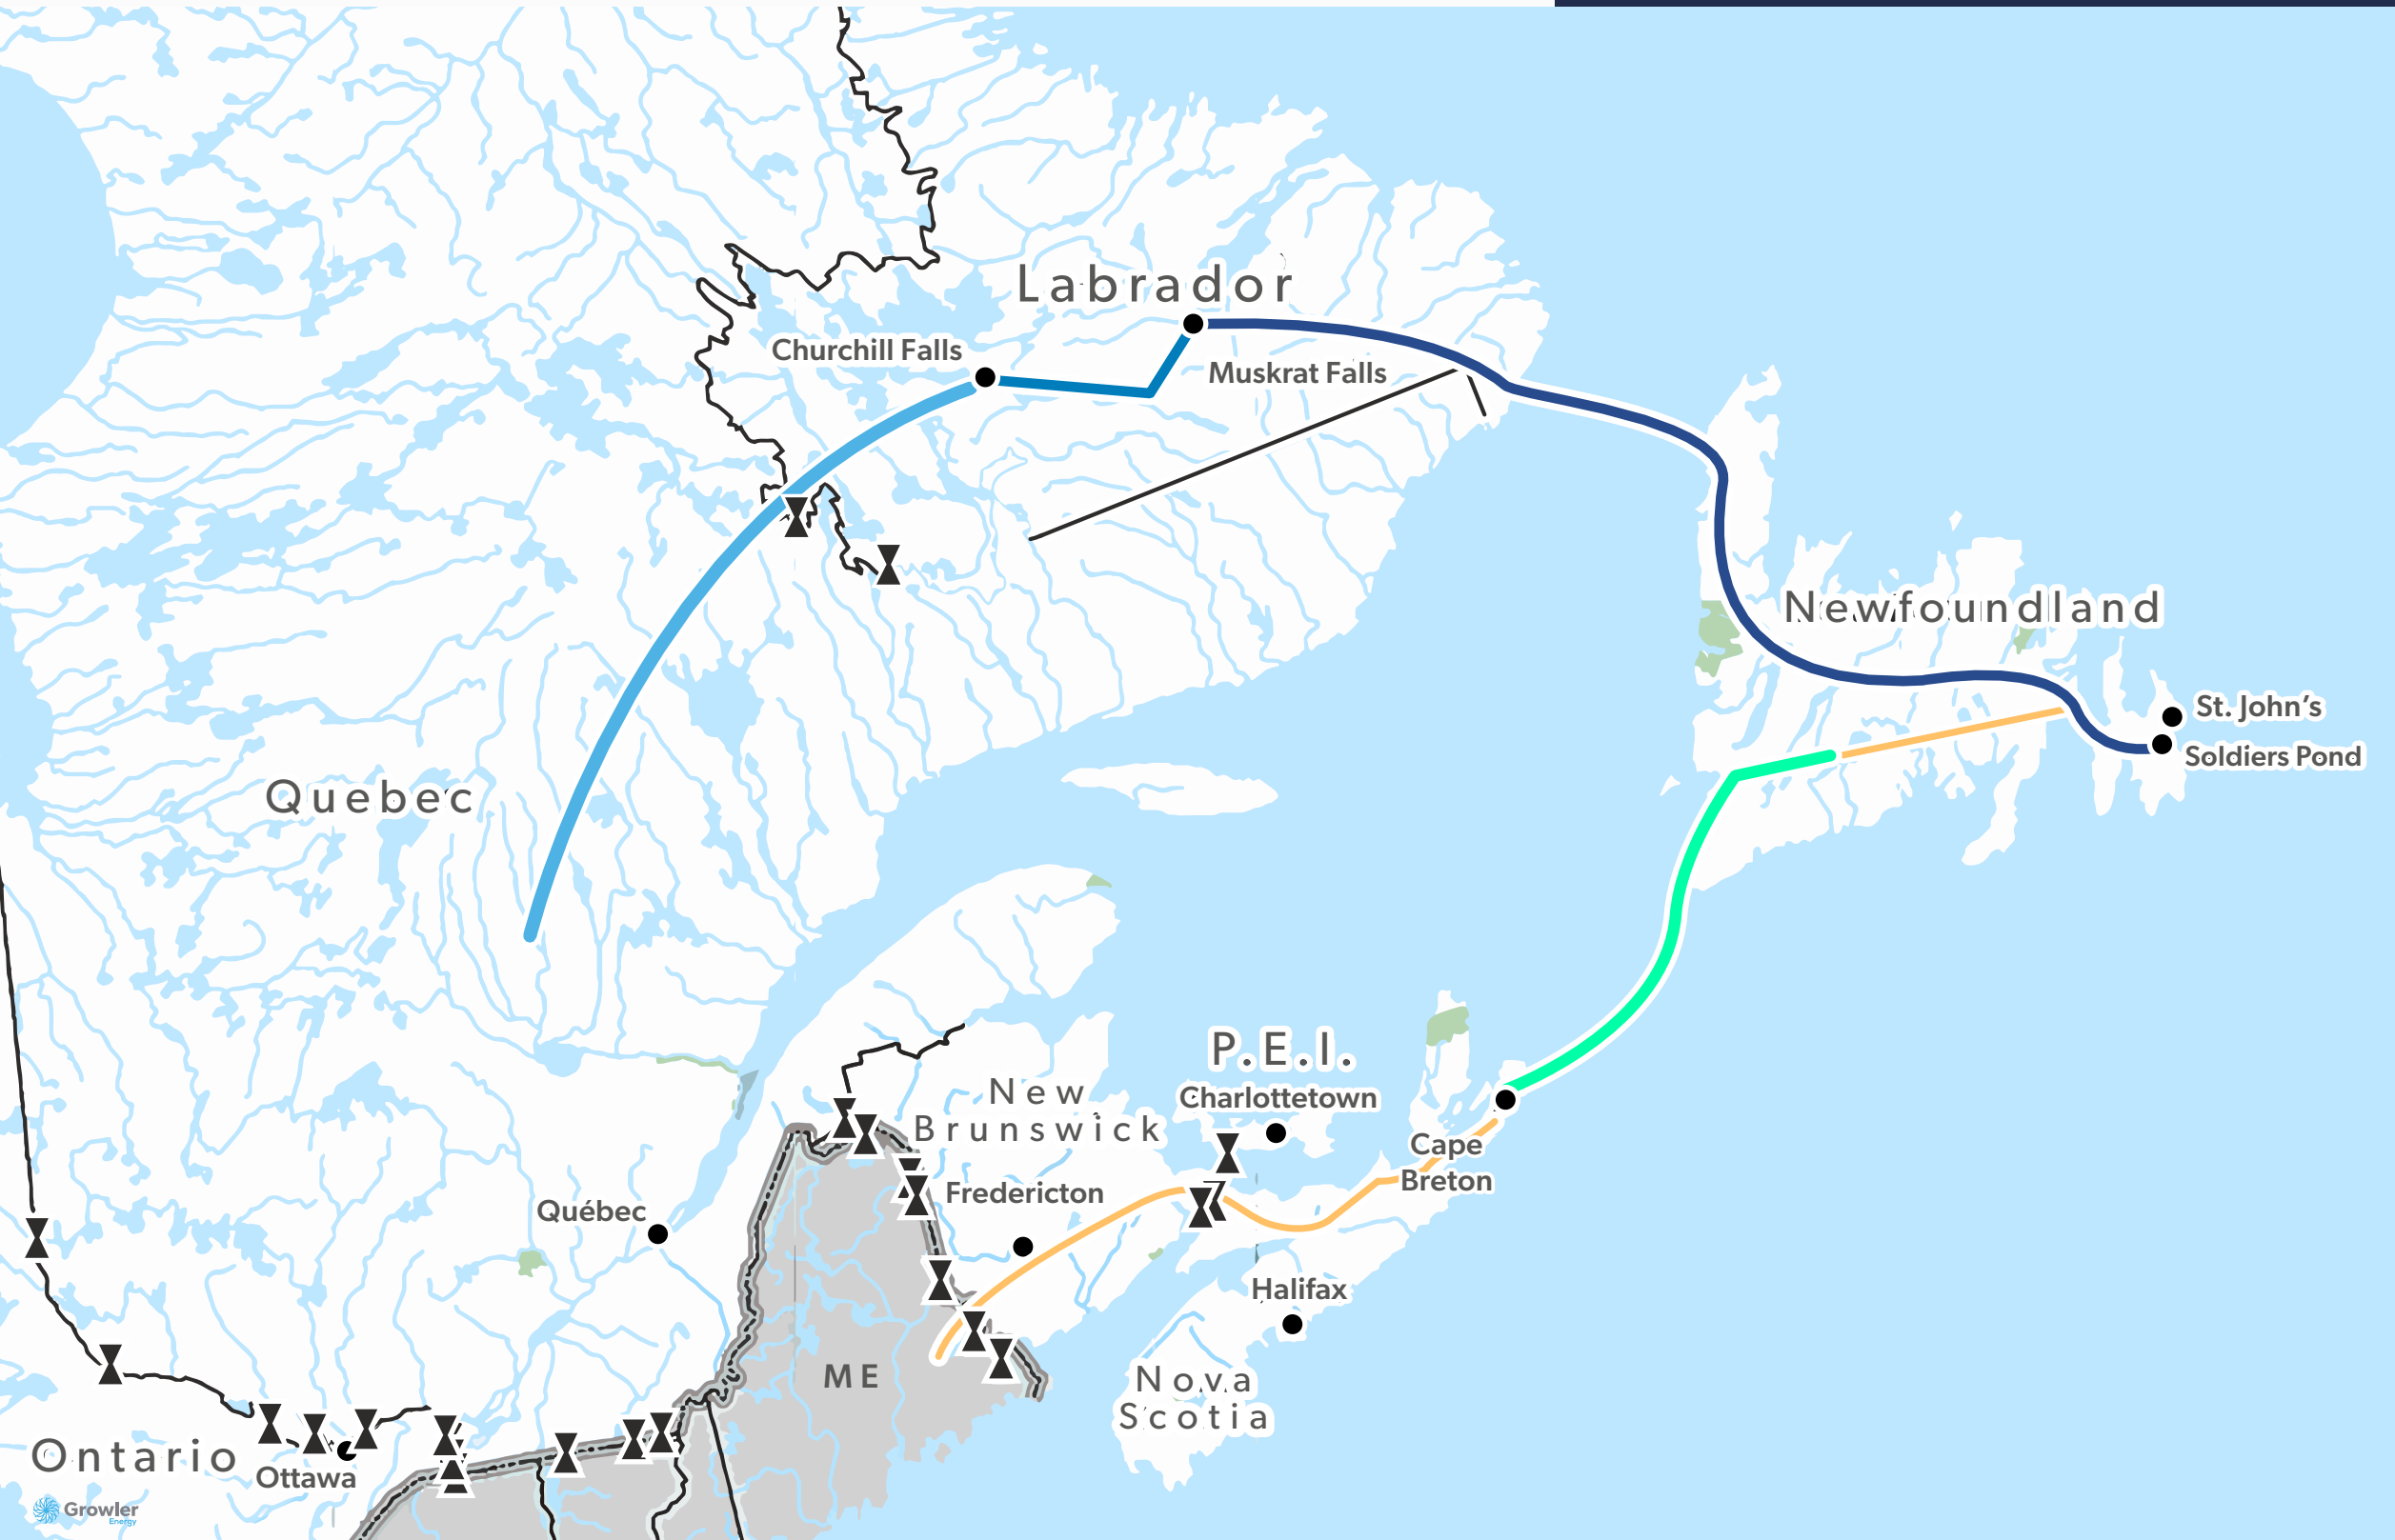 Labrador
Churchill Falls
Muskrat Falls
Newfoundland
St. John's
Soldiers Pond
Quebec
P.E.I.
Charlottetown
New
Brunswick
Cape
Breton
Fredericton
Québec
Halifax
ME
Nova
Scotia
Ontario
Ottawa
Growler
Energy